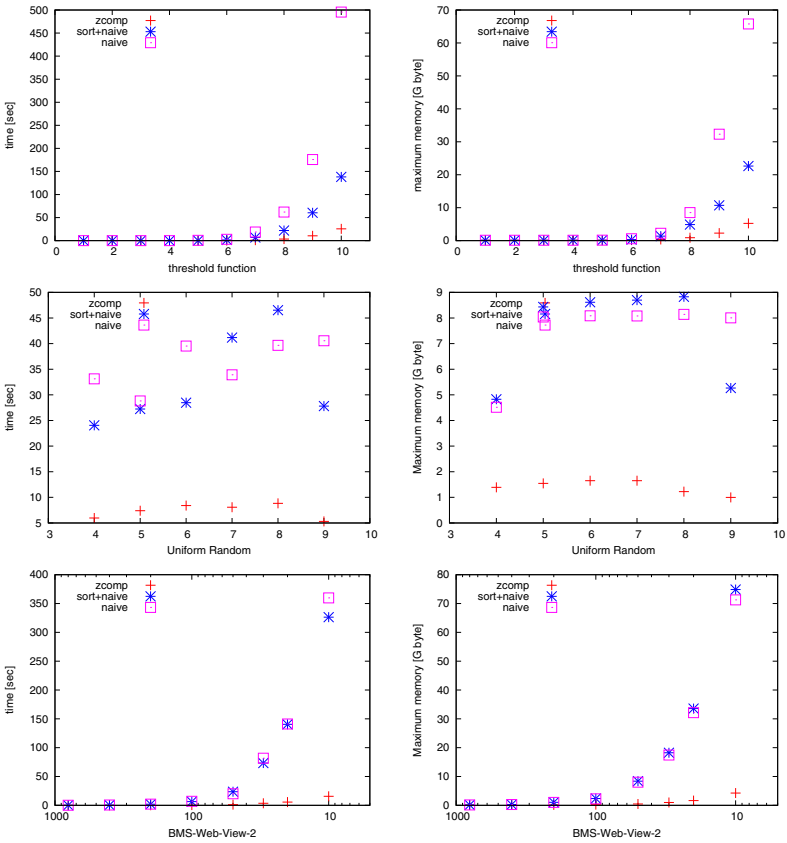 500
450
400
350
300
250
200
150
100
50
0
time [sec]
zcomp
sort+naive
naive
0 2 4 6 8 10
threshold function
70
60
50
40
30
20
10
0
maximum memory [G byte]
zcomp
sort+naive
naive
0 2 4 6 8 10
threshold function
50
45
40
35
30
25
20
15
10
5
time [sec]
zcomp
sort+naive
naive
3 4 5 6 7 8 9 10
Uniform Random
9
8
7
6
5
4
3
2
1
0
Maximum memory [G byte]
zcomp
sort+naive
naive
3 4 5 6 7 8 9 10
Uniform Random
400
350
300
250
200
150
100
50
0
time [sec]
zcomp
sort+naive
naive
1000 100 10
BMS-Web-View-2
80
70
60
50
40
30
20
10
0
Maximum memory [G byte]
zcomp
sort+naive
naive
1000 100 10
BMS-Web-View-2